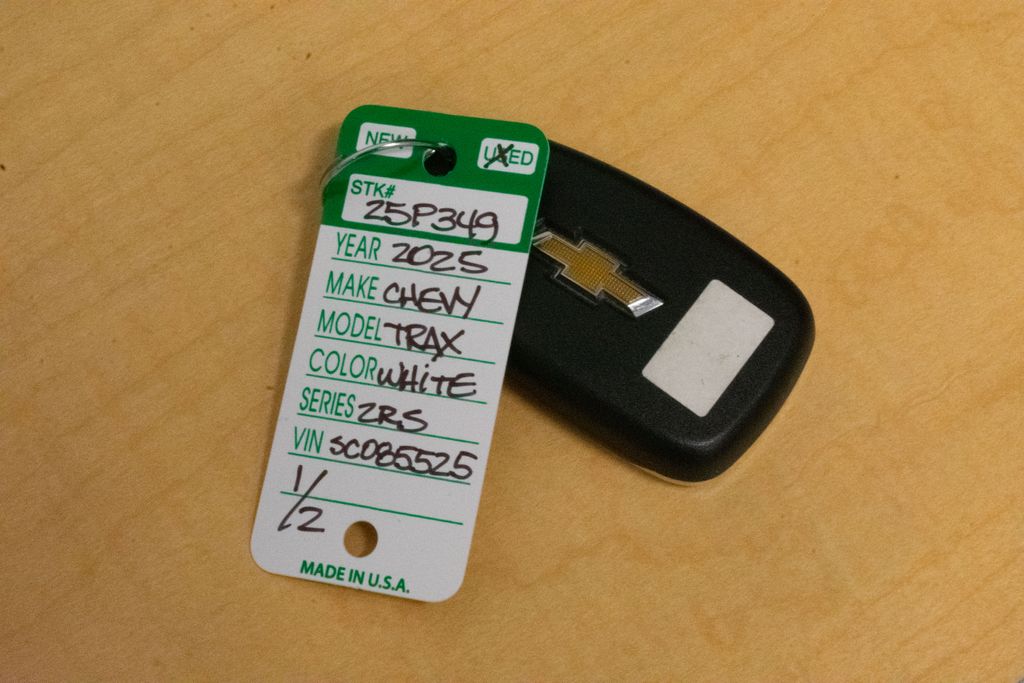 NEW USED
STK# 25P349
YEAR 2025
MAKE CHEVY
MODEL TRAX
COLOR WHITE
SERIES 2RS
VIN SC085525
1/2
MADE IN U.S.A.